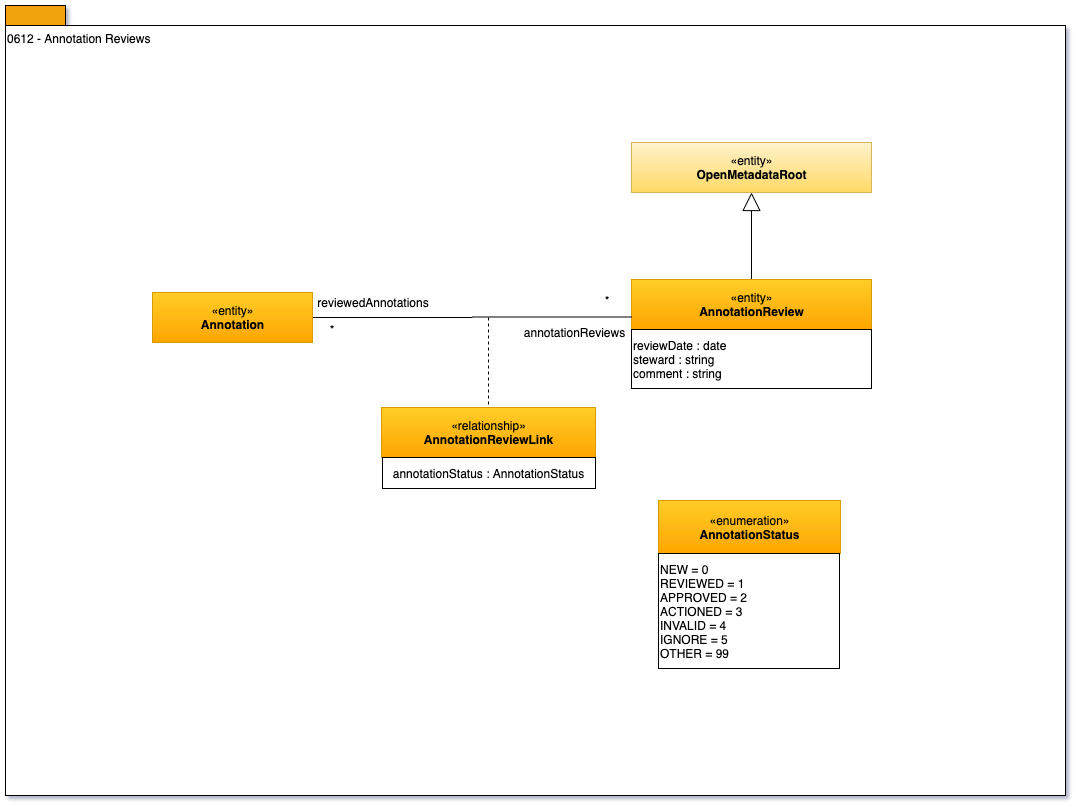 0612 - Annotation Reviews
«entity»
OpenMetadataRoot
«entity»
Annotation
reviewedAnnotations
*
*
annotationReviews
«entity»
AnnotationReview
reviewDate : date
steward : string
comment : string
«relationship»
AnnotationReviewLink
annotationStatus : AnnotationStatus
«enumeration»
AnnotationStatus
NEW = 0
REVIEWED = 1
APPROVED = 2
ACTIONED = 3
INVALID = 4
IGNORE = 5
OTHER = 99